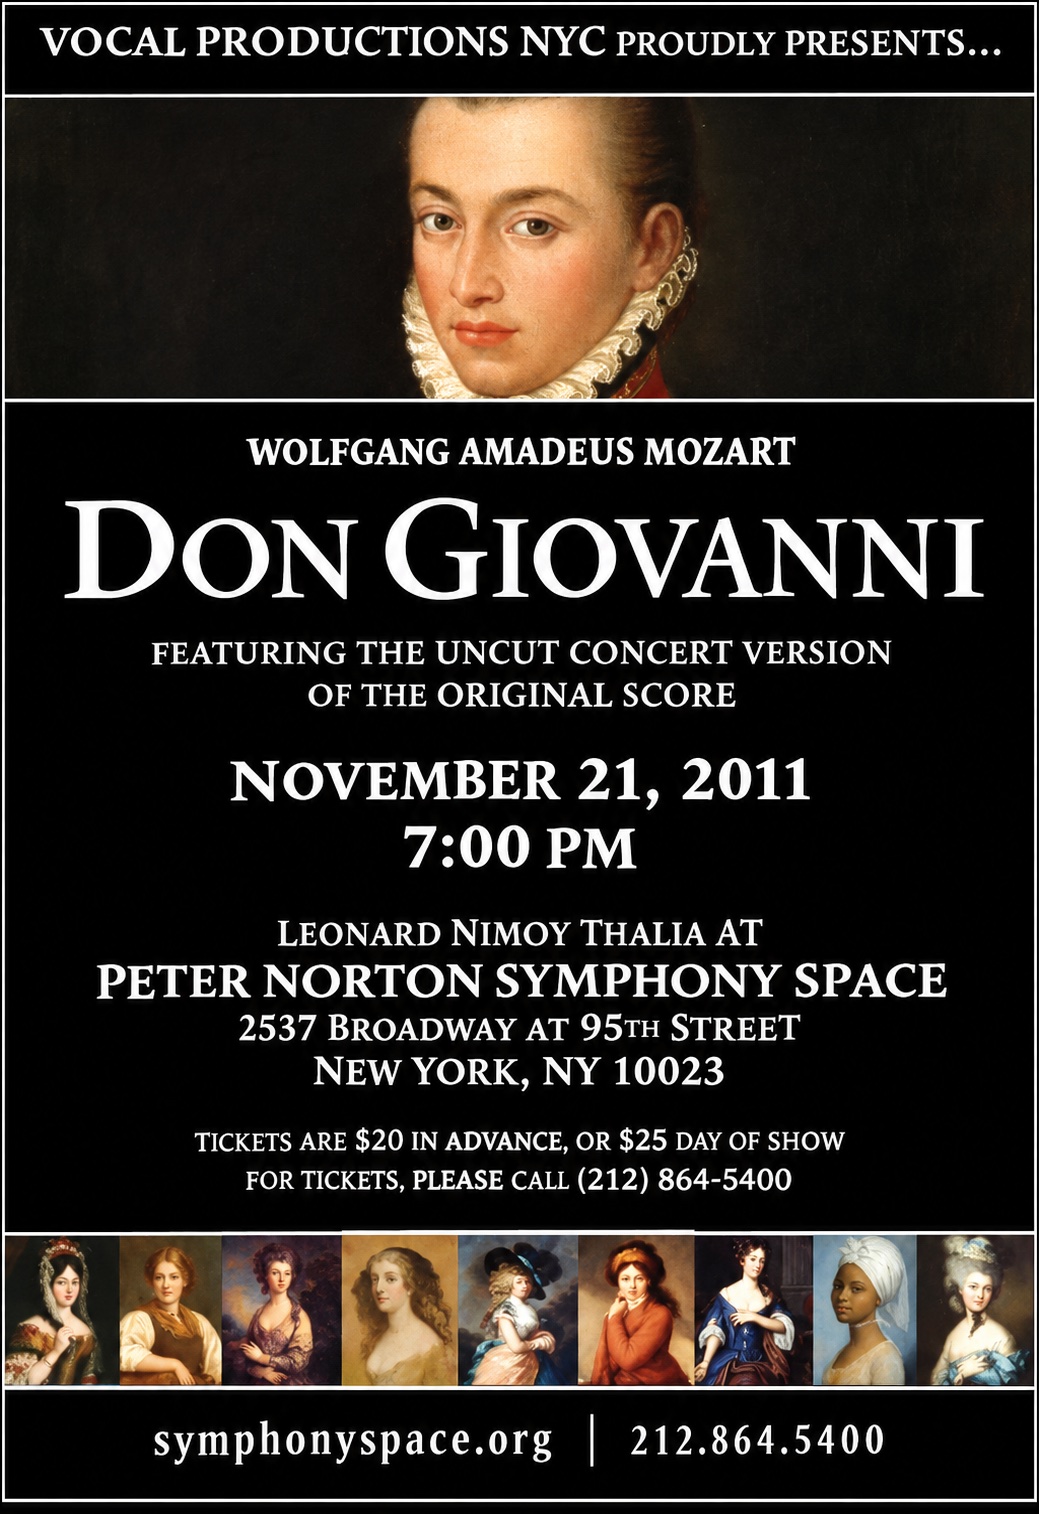 VOCAL PRODUCTIONS NYC PROUDLY PRESENTS...
WOLFGANG AMADEUS MOZART
DON GIOVANNI
FEATURING THE UNCUT CONCERT VERSION
OF THE ORIGINAL SCORE
NOVEMBER 21, 2011
7:00 PM
LEONARD NIMOY THALIA AT
PETER NORTON SYMPHONY SPACE
2537 BROADWAY AT 95TH STREET
NEW YORK, NY 10023
TICKETS ARE $20 IN ADVANCE, OR $25 DAY OF SHOW
FOR TICKETS, PLEASE CALL (212) 864-5400
symphonyspace.org | 212.864.5400